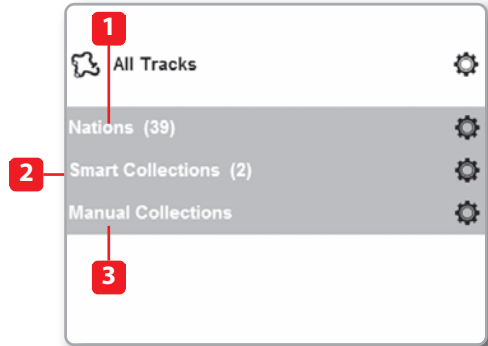 1
All Tracks
Nations (39)
2 Smart Collections (2)
Manual Collections
3